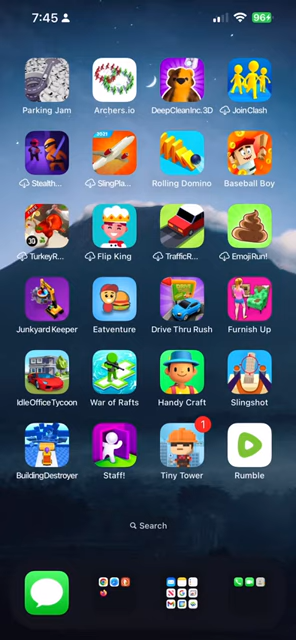 7:45
96
Parking Jam
Archers.io
DeepCleanInc.3D
JoinClash
2021
Stealth...
SlingPla...
Rolling Domino
Baseball Boy
30
TurkeyR...
Flip King
TrafficR...
EmojiRun!
Junkyard Keeper
Eatventure
Drive Thru Rush
Furnish Up
IdleOfficeTycoon
War of Rafts
Handy Craft
Slingshot
1
BuildingDestroyer
Staff!
Tiny Tower
Rumble
Search